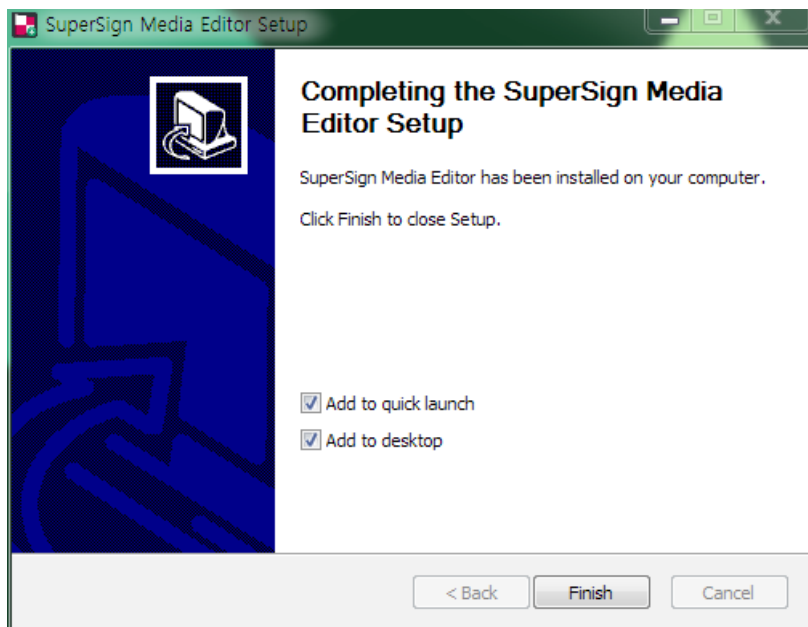 SuperSign Media Editor Setup
Completing the SuperSign Media
Editor Setup
SuperSign Media Editor has been installed on your computer.
Click Finish to close Setup.
Add to quick launch
Add to desktop
< Back Finish Cancel